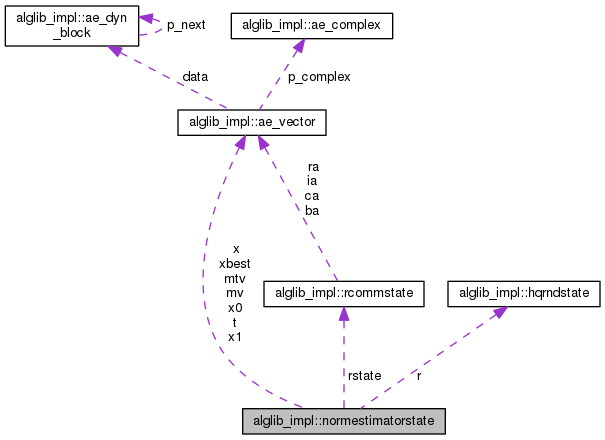 alglib_impl::ae_dyn
_block
p_next
alglib_impl::ae_complex
data
p_complex
alglib_impl::ae_vector
ra
ia
ca
ba
x
xbest
mtv
mv
x0
t
x1
alglib_impl::rcommstate
alglib_impl::hqrndstate
rstate
r
alglib_impl::normestimatorstate